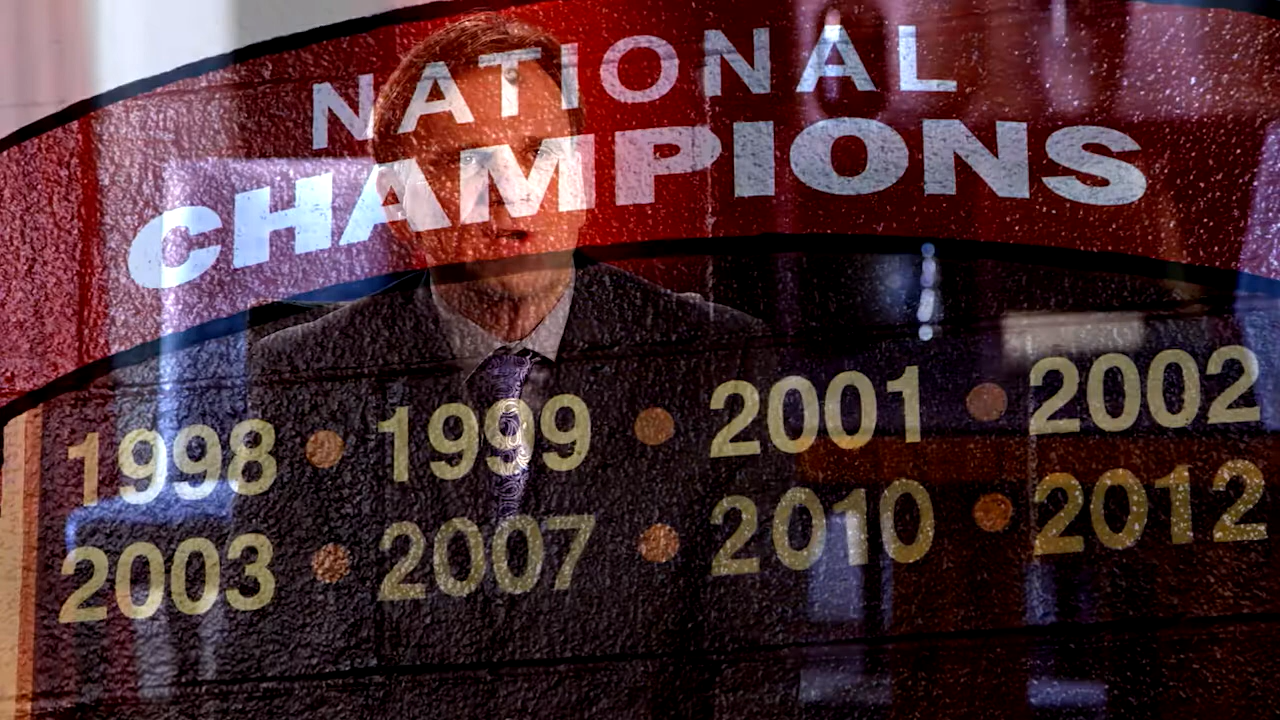 NATIONAL
CHAMPIONS
1998 • 1999 • 2001 • 2002
2003 • 2007 • 2010 • 2012